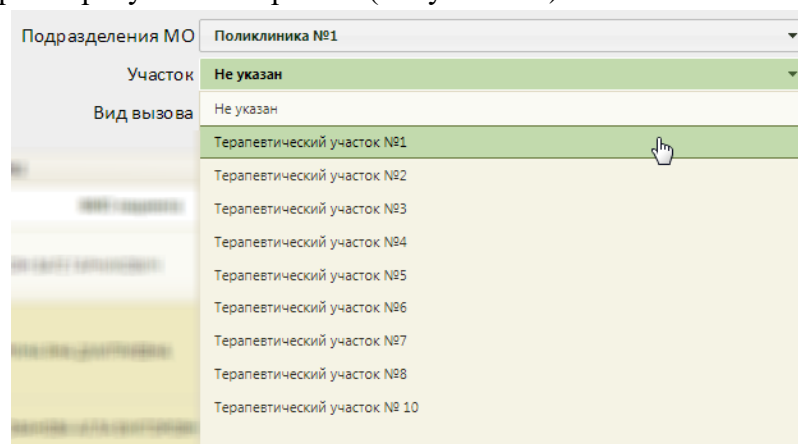 Подразделения МО Поликлиника №1
Участок Не указан
Вид вызова Не указан
Терапевтический участок №1
Терапевтический участок №2
Терапевтический участок №3
Терапевтический участок №4
Терапевтический участок №5
Терапевтический участок №6
Терапевтический участок №7
Терапевтический участок №8
Терапевтический участок № 10